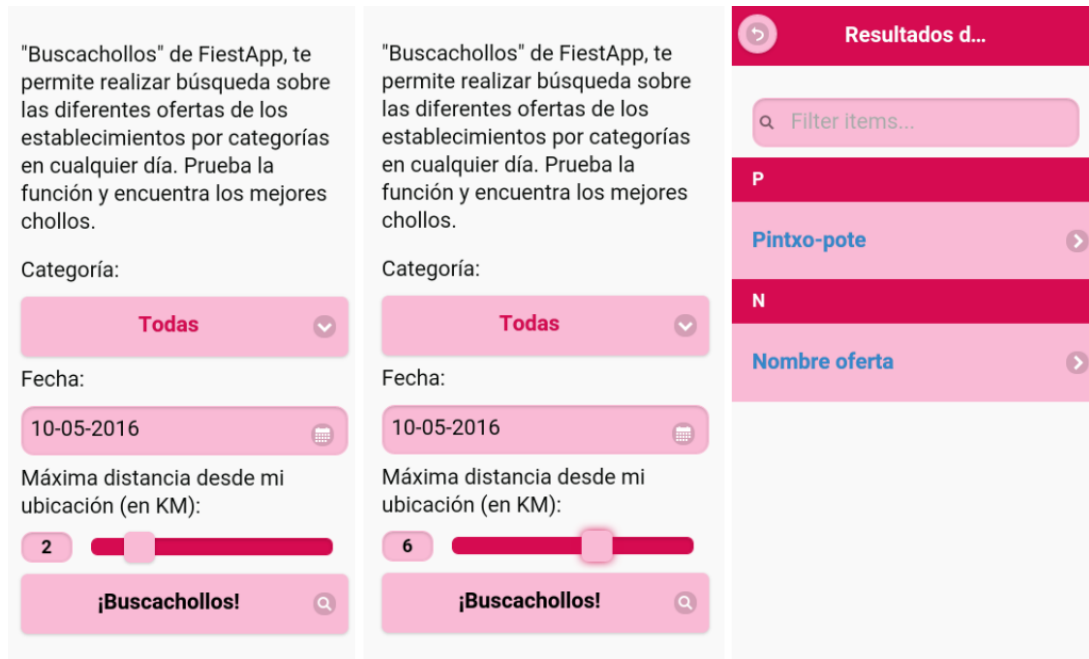 "Buscachollos" de FiestApp, te
permite realizar búsqueda sobre
las diferentes ofertas de los
establecimientos por categorías
en cualquier día. Prueba la
función y encuentra los mejores
chollos.
Categoría:
Todas
Fecha:
10-05-2016
Máxima distancia desde mi
ubicación (en KM):
2
¡Buscachollos!
"Buscachollos" de FiestApp, te
permite realizar búsqueda sobre
las diferentes ofertas de los
establecimientos por categorías
en cualquier día. Prueba la
función y encuentra los mejores
chollos.
Categoría:
Todas
Fecha:
10-05-2016
Máxima distancia desde mi
ubicación (en KM):
6
¡Buscachollos!
Resultados d...
Filter items...
P
Pintxo-pote
N
Nombre oferta